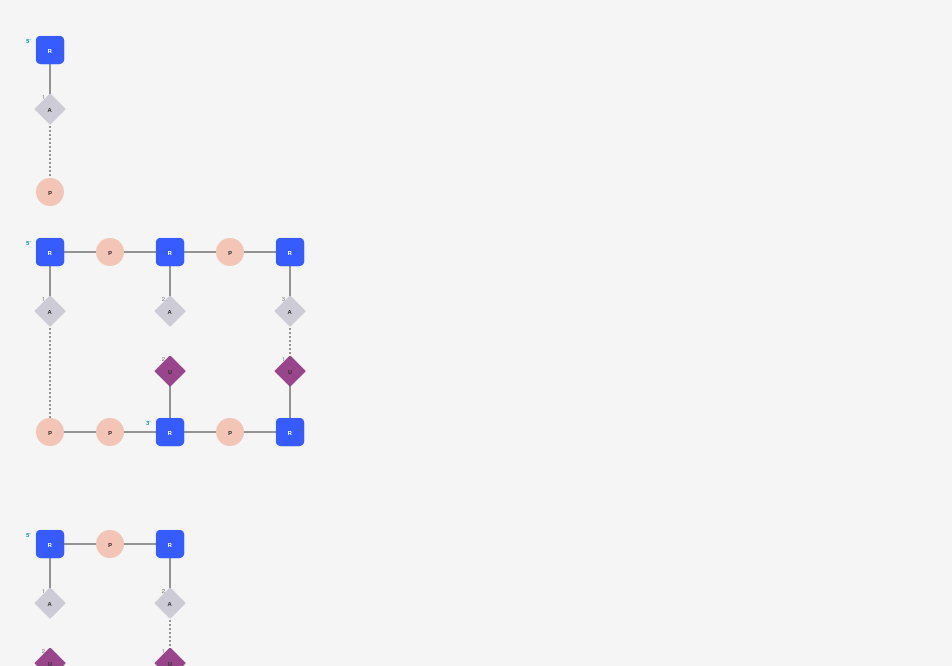 5' R
1
A
P
5' R P R P R
1 2 3
A A A
2 1
U U
P P 3' R P R
5' R P R
1 2
A A
2 1
U U